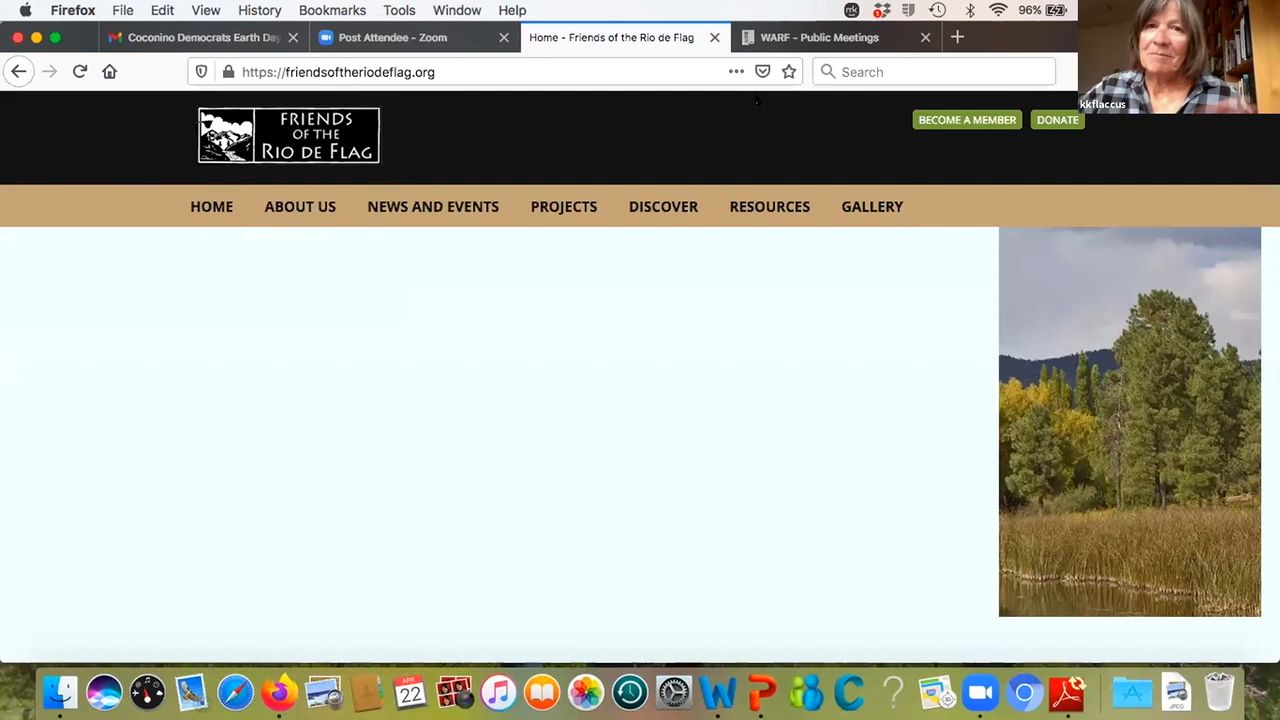 Firefox File Edit View History Bookmarks Tools Window Help 96%
Coconino Democrats Earth Day
Post Attendee - Zoom
Home - Friends of the Rio de Flag
WARF - Public Meetings
https://friendsoftheriodeflag.org
Search
kkflaccus
FRIENDS
OF THE
RIO DE FLAG
BECOME A MEMBER
DONATE
HOME ABOUT US NEWS AND EVENTS PROJECTS DISCOVER RESOURCES GALLERY
APR
22
JPEG